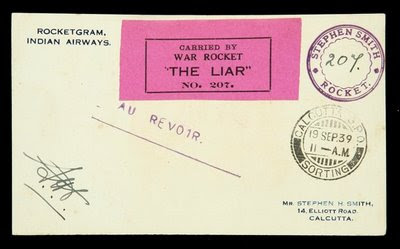 ROCKETGRAM,
INDIAN AIRWAYS.
CARRIED BY
WAR ROCKET
"THE LIAR"
NO. 207.
STEPHEN SMITH
207.
ROCKET.
AU REVOIR.
CALCUTTA G.P.O.
19 SEP.39
11 - A.M.
SORTING
MR. STEPHEN H. SMITH,
14, ELLIOTT ROAD,
CALCUTTA.